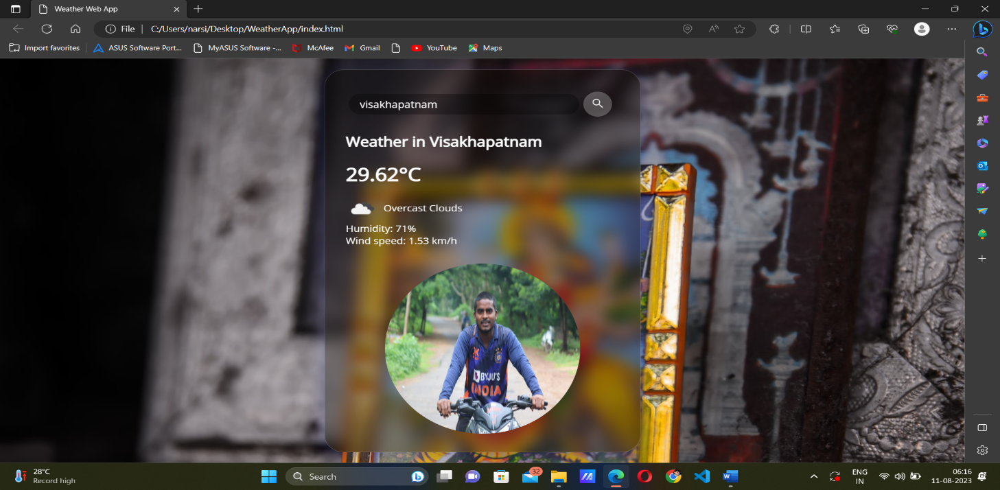 Weather Web App
File
C:/Users/narsi/Desktop/WeatherApp/index.html
Import favorites
ASUS Software Port...
MyASUS Software -...
McAfee
Gmail
YouTube
Maps
visakhapatnam
Weather in Visakhapatnam
29.62°C
Overcast Clouds
Humidity: 71%
Wind speed: 1.53 km/h
BYJU'S
INDIA
28°C
Record high
Search
32
ENG
IN
06:16
11-08-2023